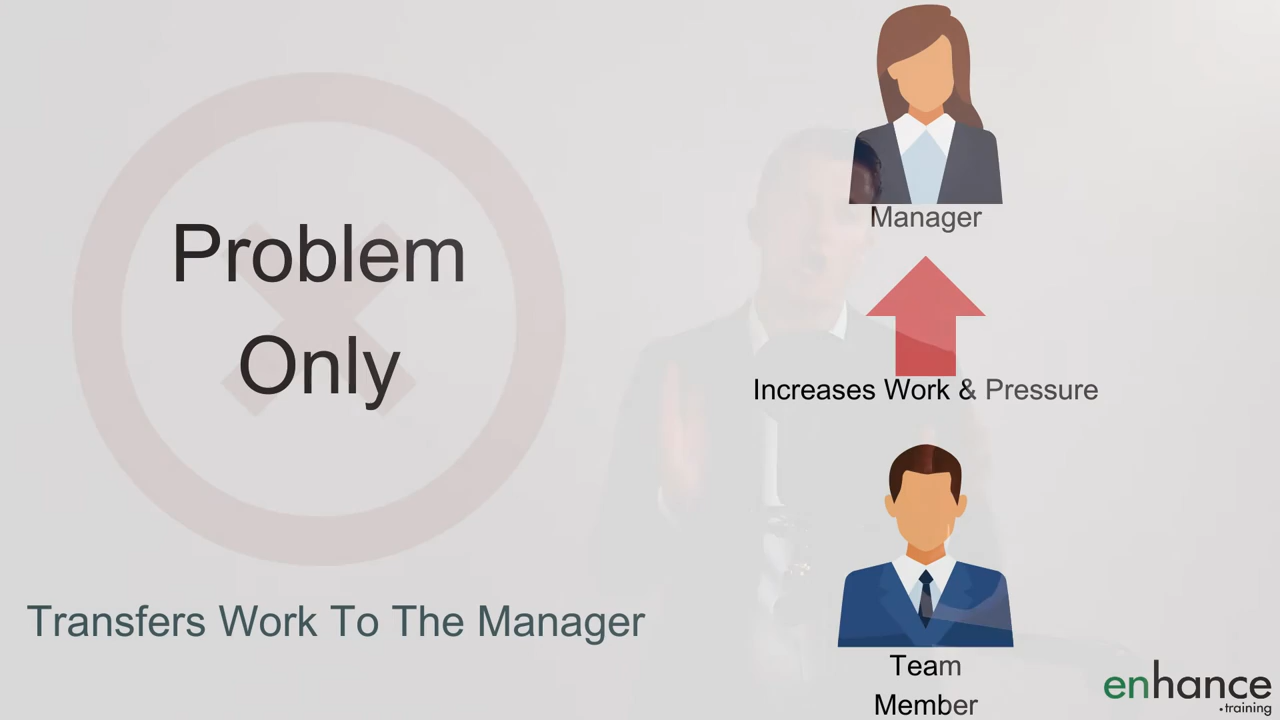 Problem
Only
Transfers Work To The Manager
Manager
Increases Work & Pressure
Team
Member
enhance
.training